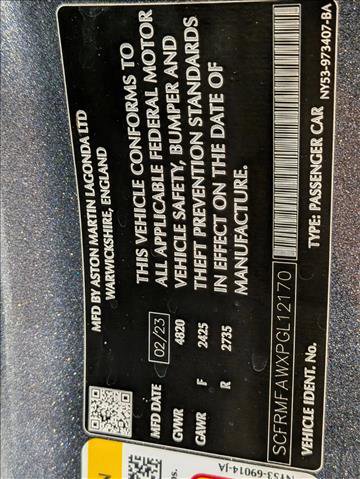 MFD BY ASTON MARTIN LAGONDA LTD
WARWICKSHIRE, ENGLAND
MFD DATE 02/23
GVWR 4820
GAWR F 2425
R 2735
THIS VEHICLE CONFORMS TO
ALL APPLICABLE FEDERAL MOTOR
VEHICLE SAFETY, BUMPER AND
THEFT PREVENTION STANDARDS
IN EFFECT ON THE DATE OF
MANUFACTURE.
SCFRMFAWXPGL12170
VEHICLE IDENT. No.
TYPE: PASSENGER CAR
NY53-973407-BA
NY53-69014-JA